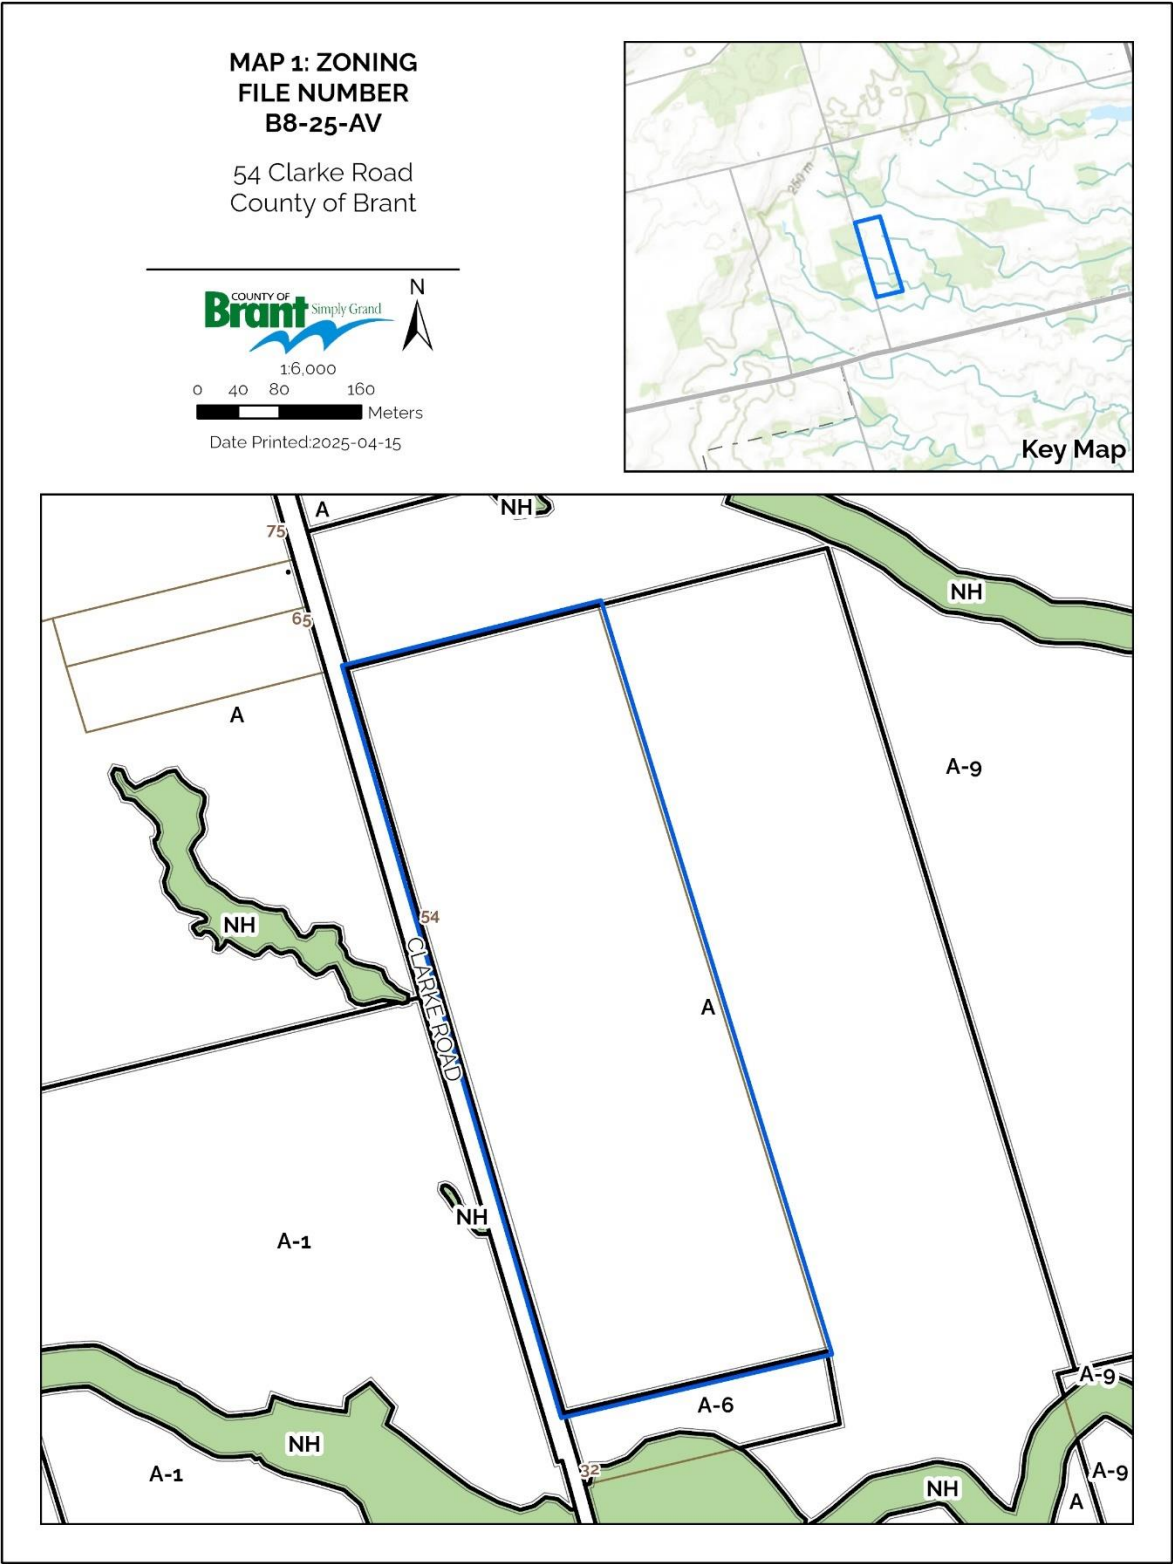 MAP 1: ZONING
FILE NUMBER
B8-25-AV
54 Clarke Road
County of Brant
COUNTY OF
Brant Simply Grand
N
1:6,000
0 40 80 160
Meters
Date Printed:2025-04-15
250 m
Key Map
A
NH
75
NH
65
A
A-9
NH
54
CLARKE ROAD
A
NH
A-1
A-9
A-6
NH
A-1
32
NH
A-9
A